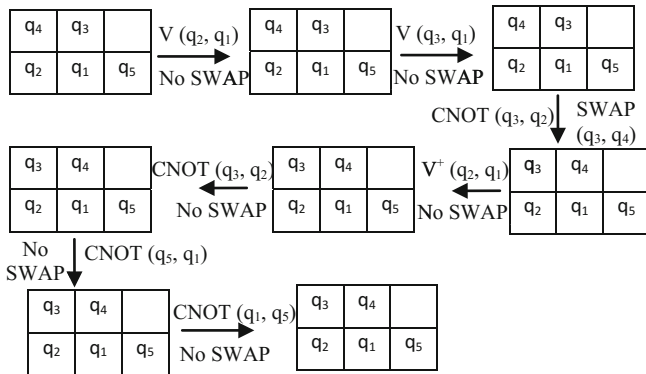 q₄ q₃
q₂ q₁ q₅
V (q₂, q₁)
No SWAP
q₄ q₃
q₂ q₁ q₅
V (q₃, q₁)
No SWAP
q₄ q₃
q₂ q₁ q₅
CNOT (q₃, q₂)
SWAP
(q₃, q₄)
q₃ q₄
q₂ q₁ q₅
V⁺ (q₂, q₁)
No SWAP
q₃ q₄
q₂ q₁ q₅
CNOT (q₃, q₂)
No SWAP
q₃ q₄
q₂ q₁ q₅
No
SWAP
CNOT (q₅, q₁)
q₃ q₄
q₂ q₁ q₅
CNOT (q₁, q₅)
No SWAP
q₃ q₄
q₂ q₁ q₅